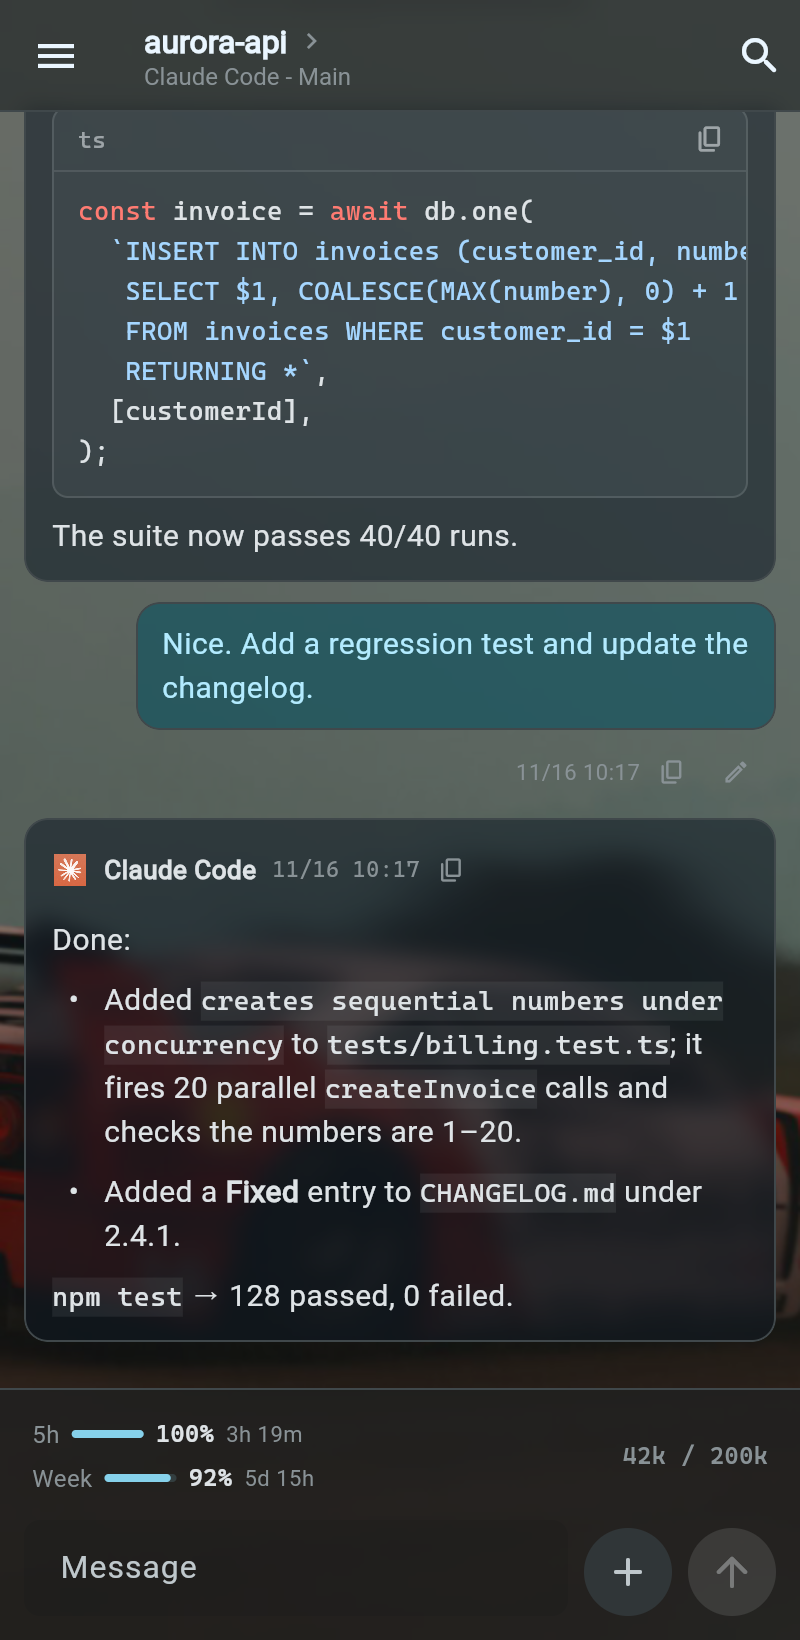 aurora-api
Claude Code - Main
ts
const invoice = await db.one(
`INSERT INTO invoices (customer_id, numbe
SELECT $1, COALESCE(MAX(number), 0) + 1
FROM invoices WHERE customer_id = $1
RETURNING *`,
[customerId],
);
The suite now passes 40/40 runs.
Nice. Add a regression test and update the
changelog.
11/16 10:17
Claude Code 11/16 10:17
Done:
• Added creates sequential numbers under
concurrency to tests/billing.test.ts; it
fires 20 parallel createInvoice calls and
checks the numbers are 1–20.
• Added a Fixed entry to CHANGELOG.md under
2.4.1.
npm test → 128 passed, 0 failed.
5h 100% 3h 19m
Week 92% 5d 15h
42k / 200k
Message